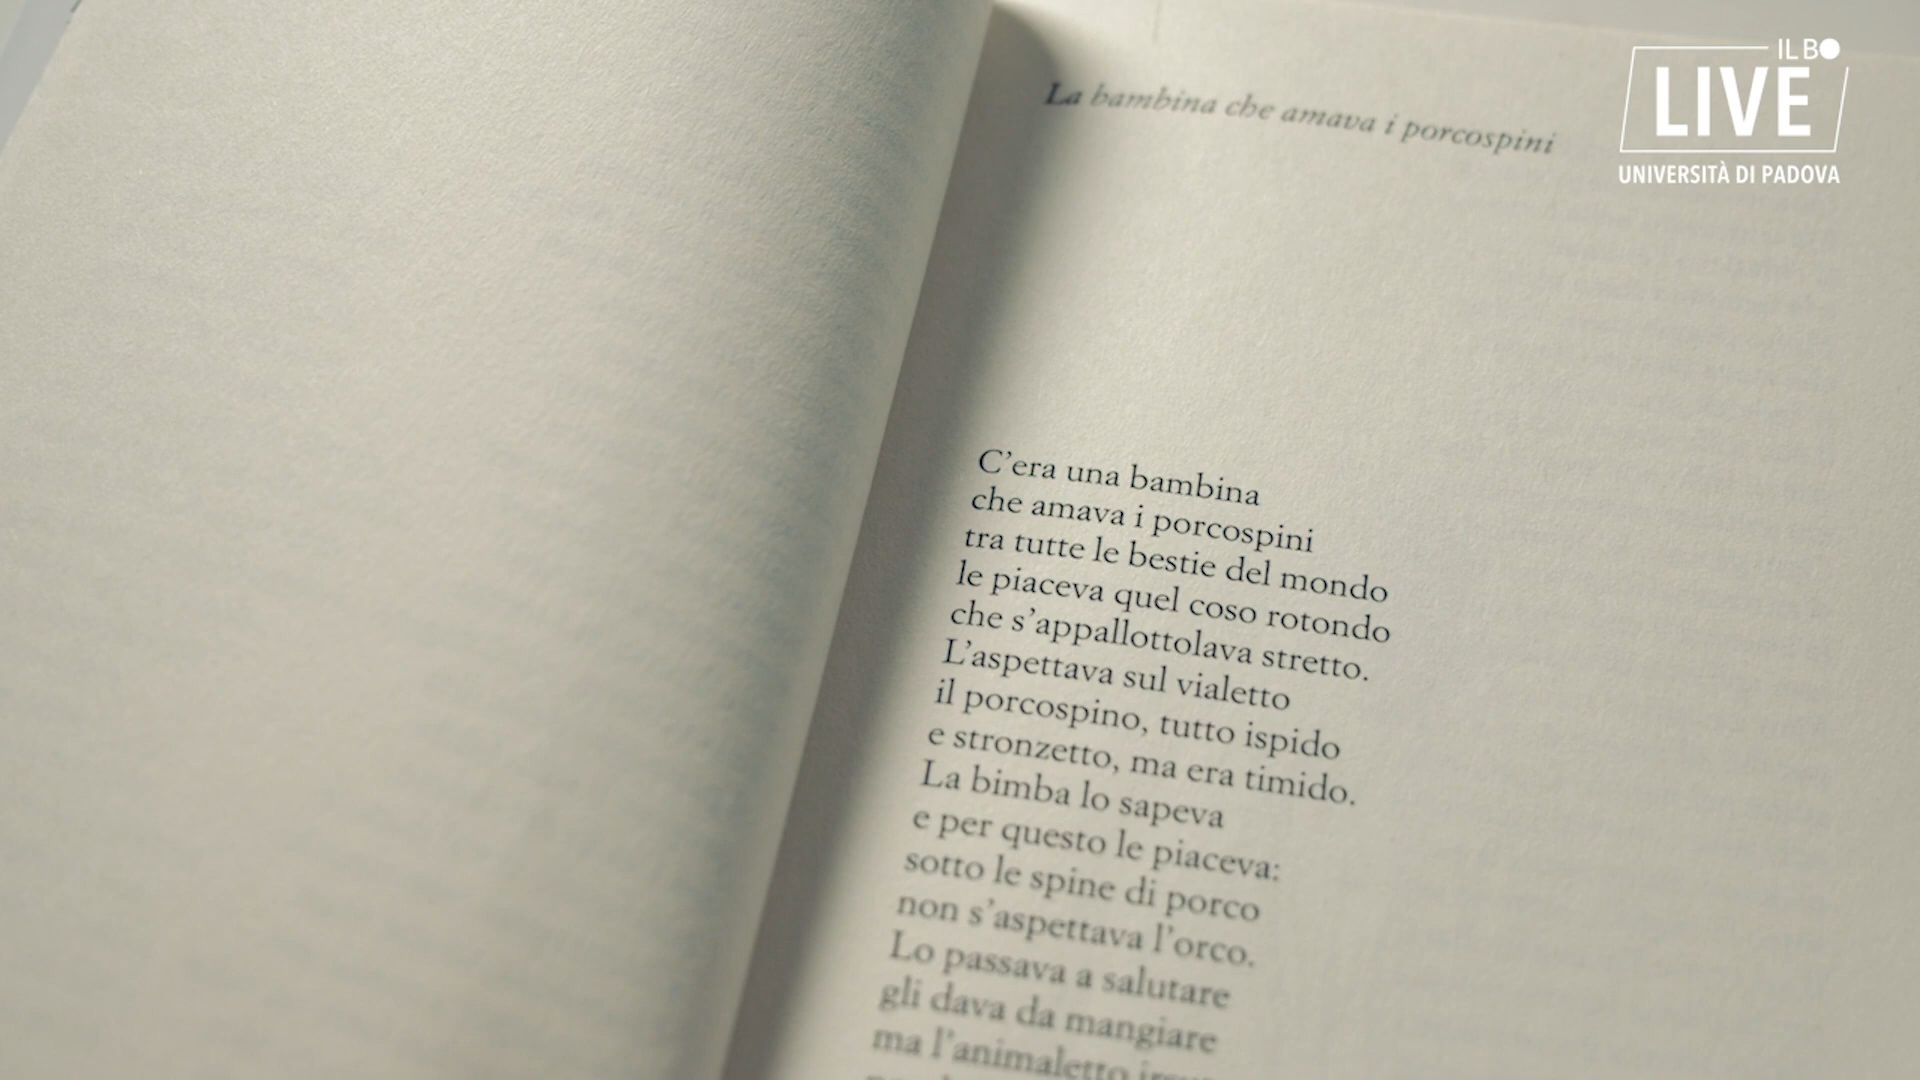 IL BO
LIVE
UNIVERSITÀ DI PADOVA
La bambina che amava i porcospini
C’era una bambina
che amava i porcospini
tra tutte le bestie del mondo
le piaceva quel coso rotondo
che s’appallottolava stretto.
L’aspettava sul vialetto
il porcospino, tutto ispido
e stronzetto, ma era timido.
La bimba lo sapeva
e per questo le piaceva:
sotto le spine di porco
non s’aspettava l’orco.
Lo passava a salutare
gli dava da mangiare
ma l’animaletto